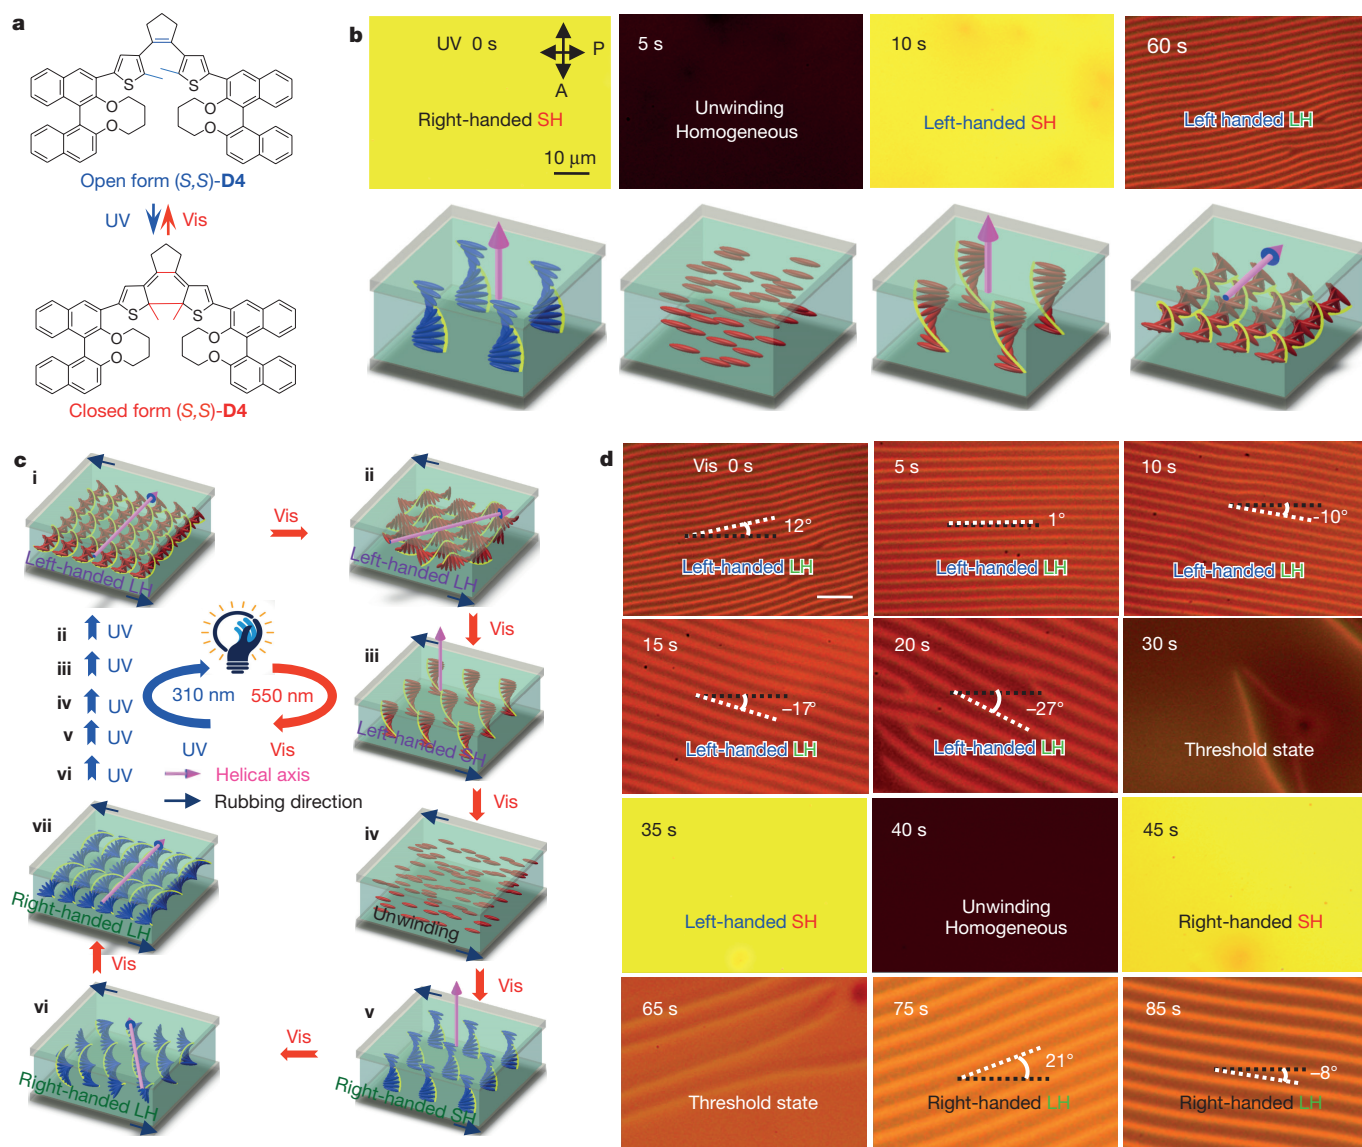 a
S
S
O
O
O
O
Open form (S,S)-D4
UV
Vis
S
S
O
O
O
O
Closed form (S,S)-D4
b
UV 0 s
P
A
Right-handed SH
10 μm
5 s
Unwinding
Homogeneous
10 s
Left-handed SH
60 s
Left handed LH
c
i
Left-handed LH
Vis
ii
Left-handed LH
Vis
iii
Left-handed SH
Vis
iv
Unwinding
Vis
v
Right-handed SH
Vis
vi
Right-handed LH
Vis
vii
Right-handed LH
ii
UV
iii
UV
iv
UV
v
UV
vi
UV
310 nm
550 nm
UV
Vis
Helical axis
Rubbing direction
d
Vis 0 s
12°
Left-handed LH
5 s
1°
Left-handed LH
10 s
–10°
Left-handed LH
15 s
–17°
Left-handed LH
20 s
–27°
Left-handed LH
30 s
Threshold state
35 s
Left-handed SH
40 s
Unwinding
Homogeneous
45 s
Right-handed SH
65 s
Threshold state
75 s
21°
Right-handed LH
85 s
–8°
Right-handed LH